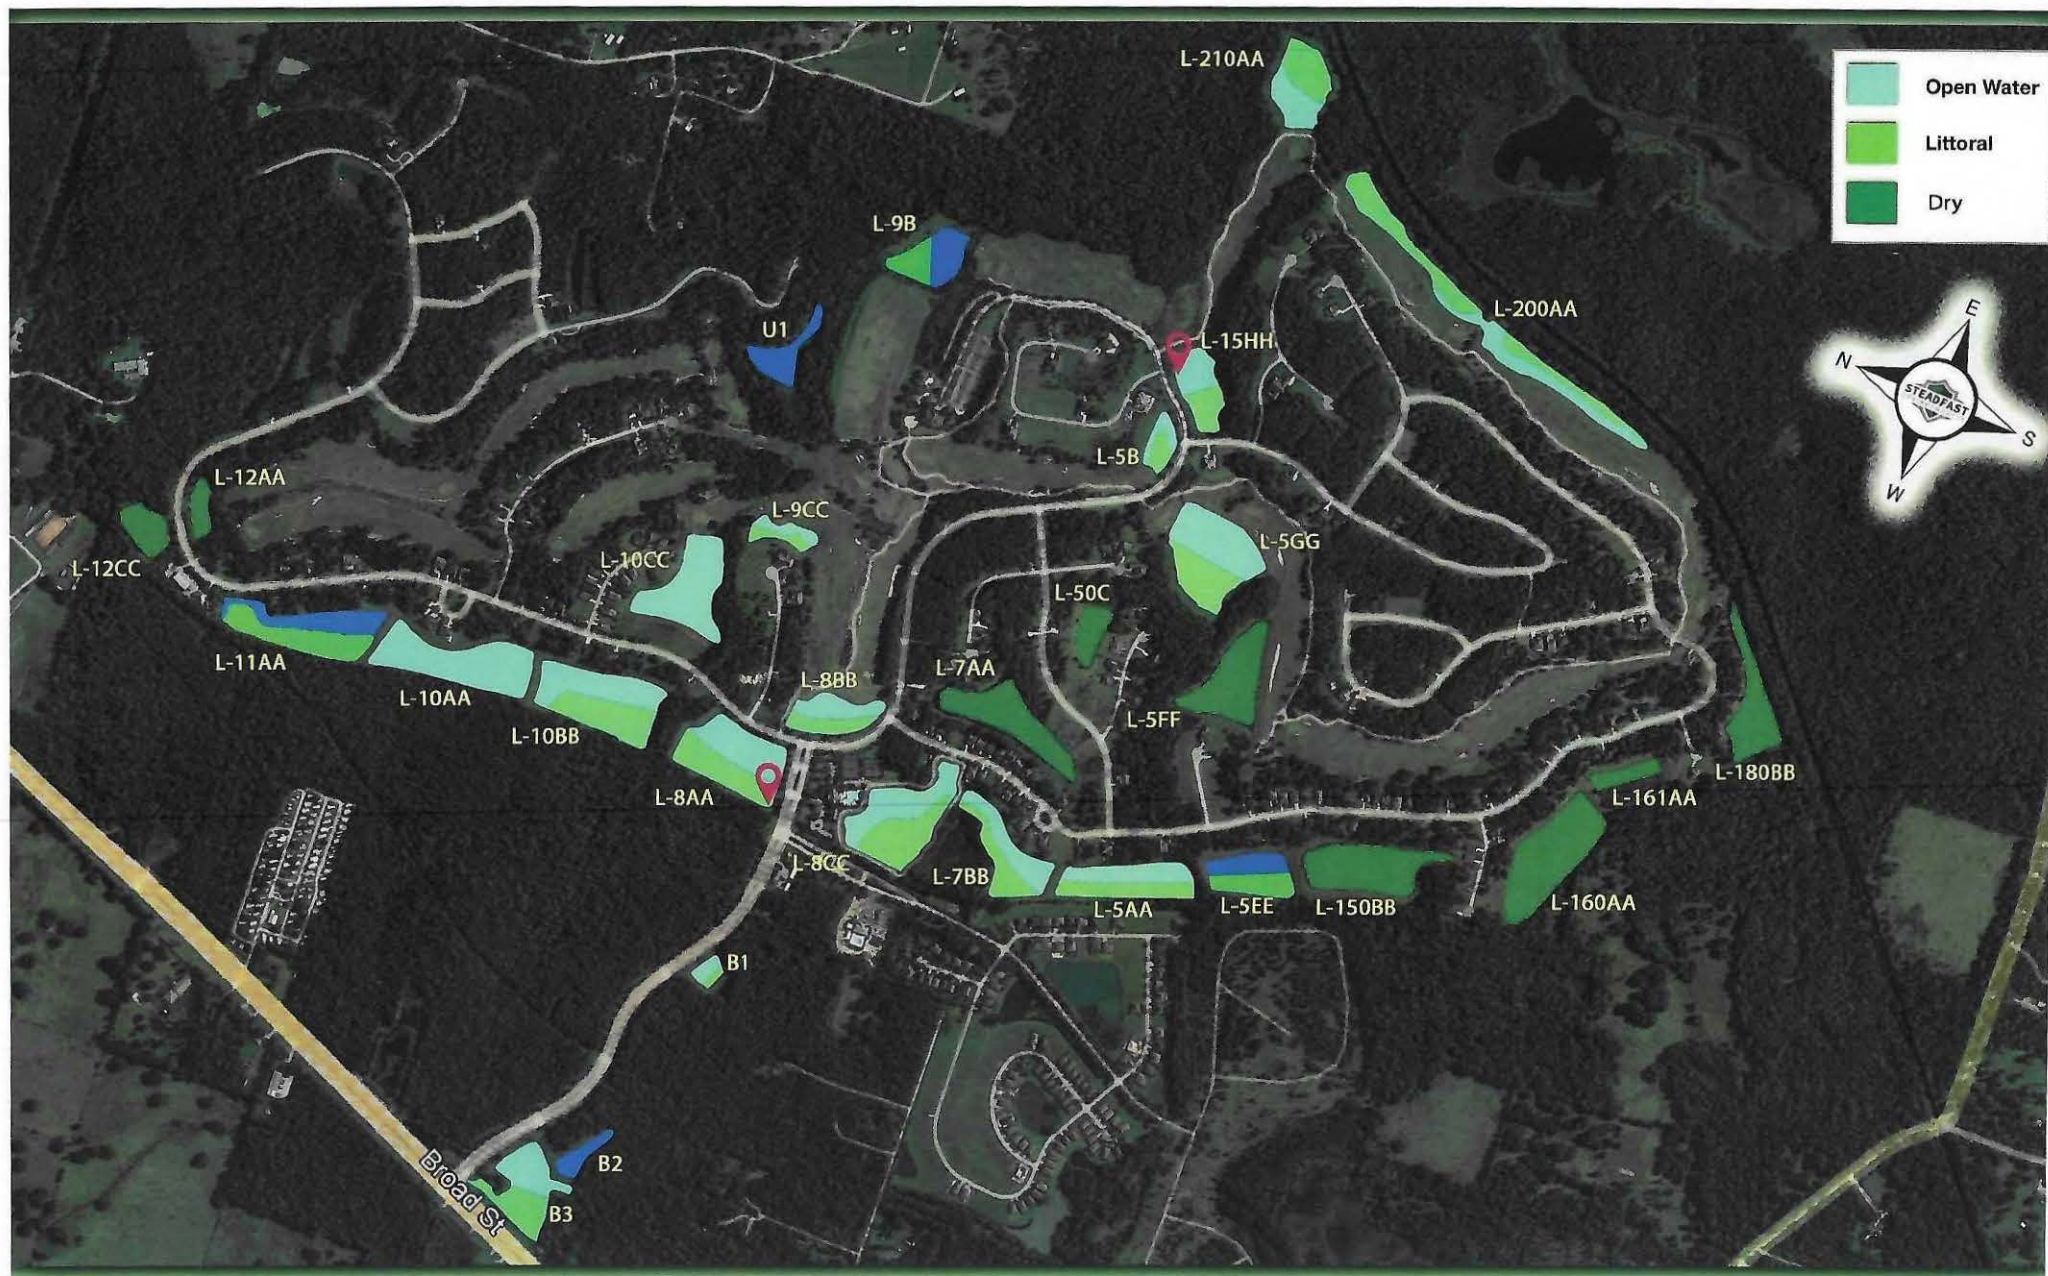 L-210AA
Open Water
Littoral
Dry
L-9B
L-200AA
U1
L-15HH
E
N
STEADFAST
S
W
L-5B
L-12AA
L-9CC
L-12CC
L-10CC
L-5GG
L-50C
L-11AA
L-7AA
L-10AA
L-8BB
L-5FF
L-10BB
L-180BB
L-8AA
L-161AA
L-8CC
L-7BB
L-5AA
L-5EE
L-150BB
L-160AA
B1
B2
Broad St
B3